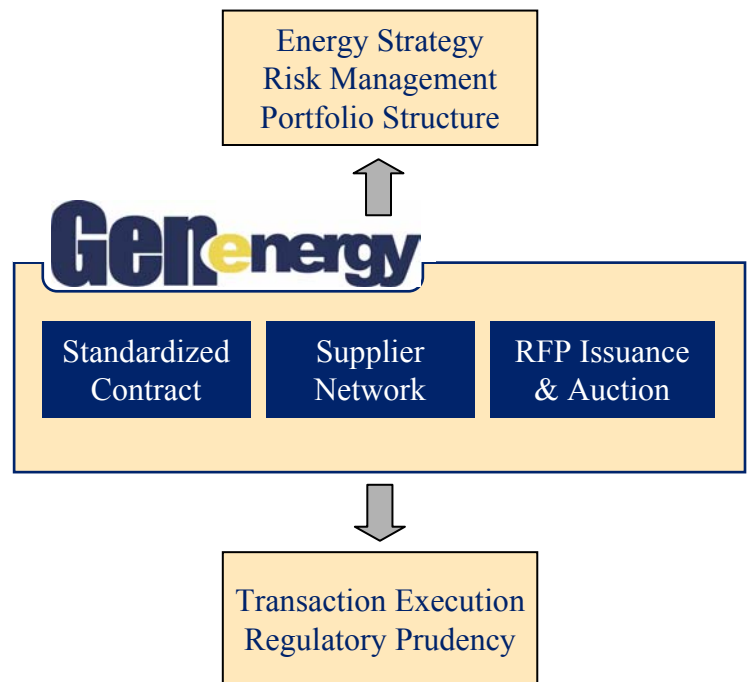 Energy Strategy
Risk Management
Portfolio Structure
Genenergy
Standardized
Contract
Supplier
Network
RFP Issuance
& Auction
Transaction Execution
Regulatory Prudency